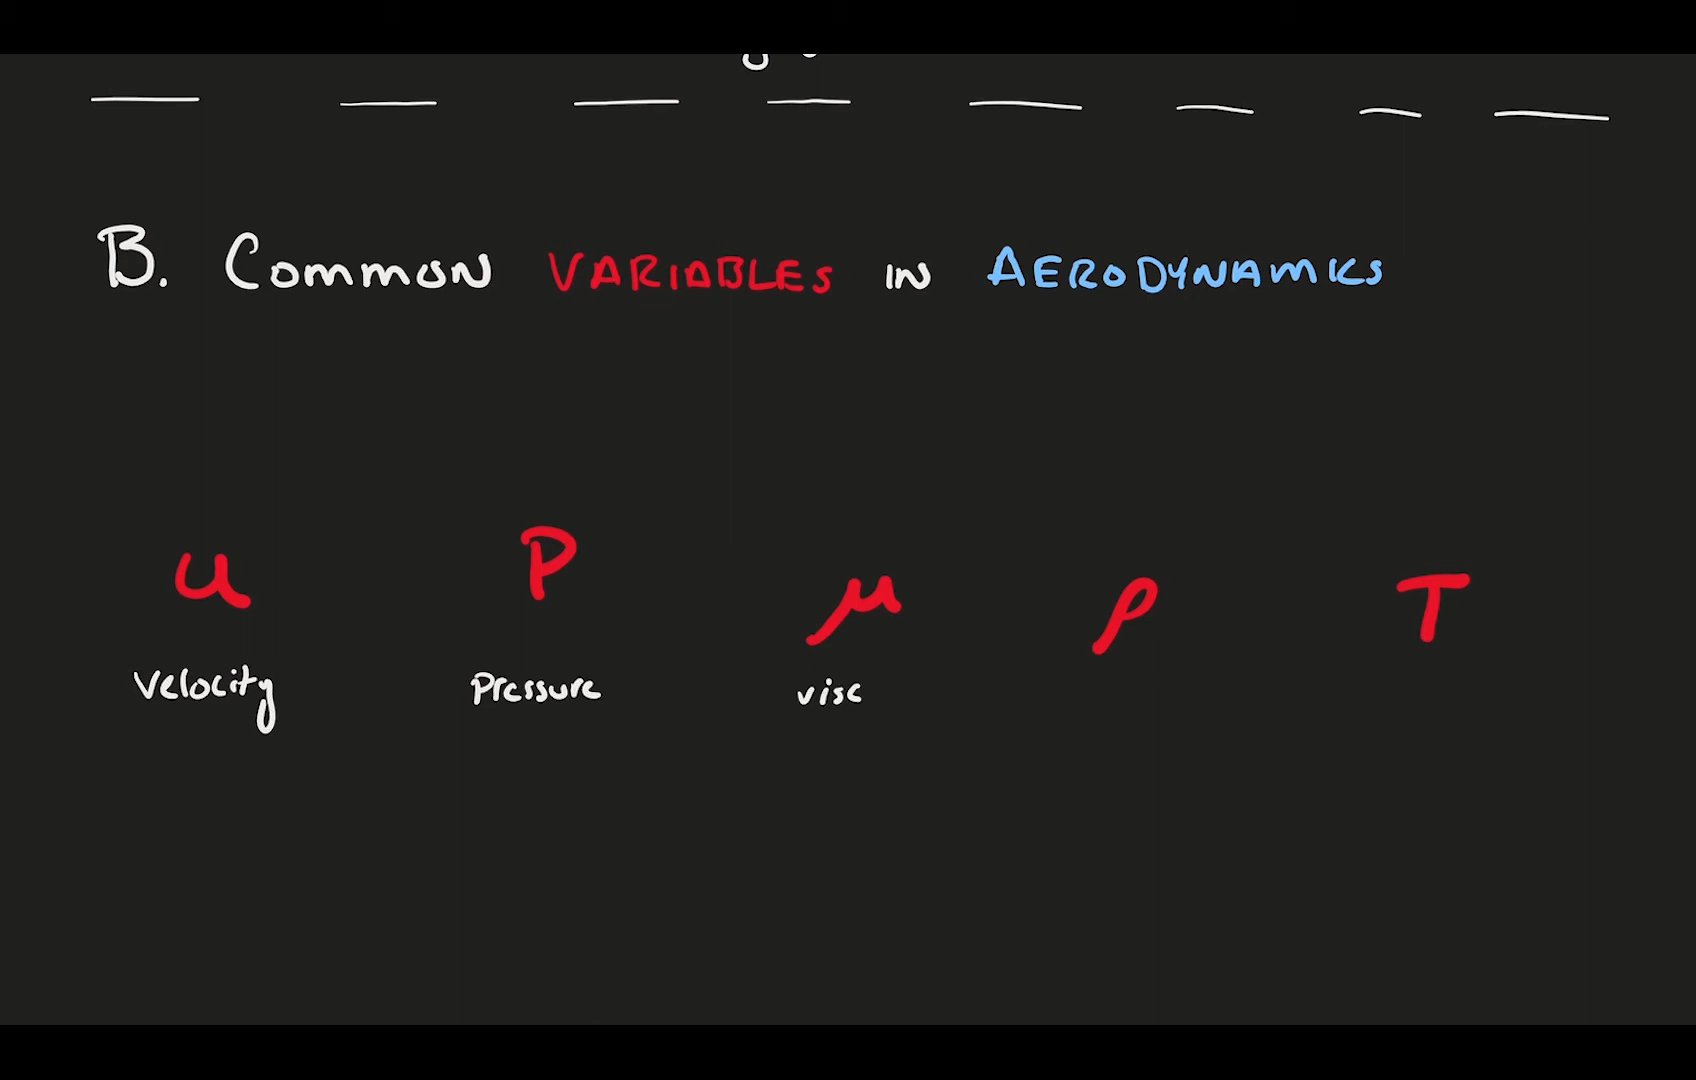 B. Common VARIABLES IN AERODYNAMICS
u P μ ρ T
Velocity Pressure visc